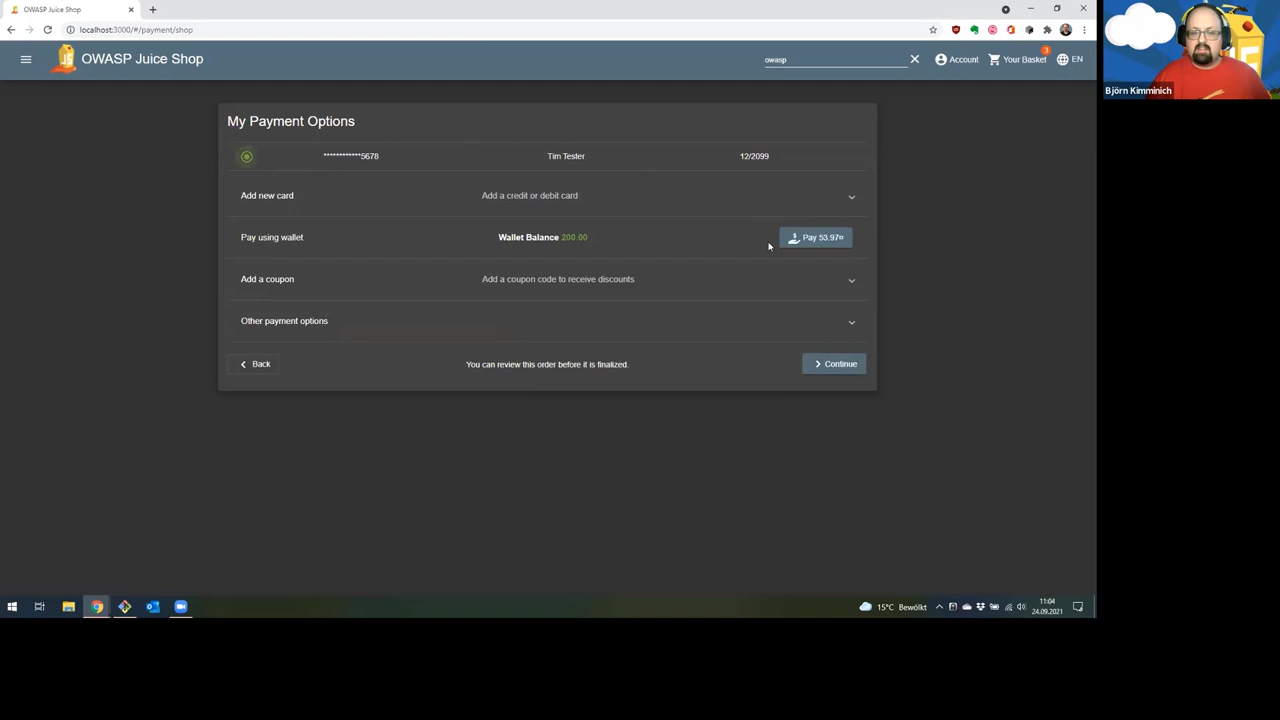 OWASP Juice Shop
localhost:3000/#/payment/shop
OWASP Juice Shop
owasp
Account
Your Basket
3
EN
Björn Kimminich
My Payment Options
************5678 Tim Tester 12/2099
Add new card Add a credit or debit card
Pay using wallet Wallet Balance 200.00 Pay 53.97¤
Add a coupon Add a coupon code to receive discounts
Other payment options
Back You can review this order before it is finalized. Continue
15°C Bewölkt
11:04
24.09.2021